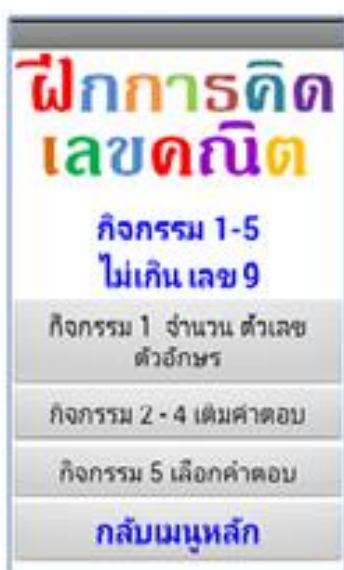 ฝึกการคิด
เลขคณิต
กิจกรรม 1-5
ไม่เกิน เลข 9
กิจกรรม 1 จำนวน ตัวเลข
ตัวอักษร
กิจกรรม 2 - 4 เติมคำตอบ
กิจกรรม 5 เลือกคำตอบ
กลับเมนูหลัก